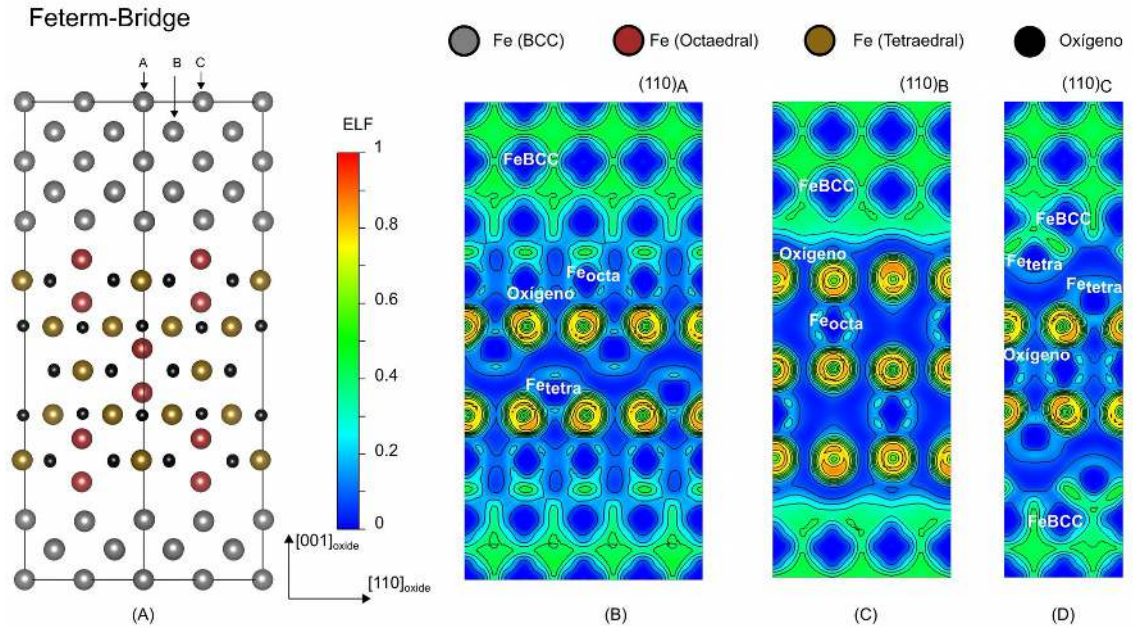 Feterm-Bridge
Fe (BCC)
Fe (Octaedral)
Fe (Tetraedral)
Oxígeno
A
B
C
ELF
1
0.8
0.6
0.4
0.2
0
[001]oxide
[110]oxide
(A)
(110)A
FeBCC
Feocta
Oxígeno
Fetetra
(B)
(110)B
FeBCC
Oxígeno
Feocta
(C)
(110)C
FeBCC
Fetetra
Fetetra
Oxígeno
FeBCC
(D)